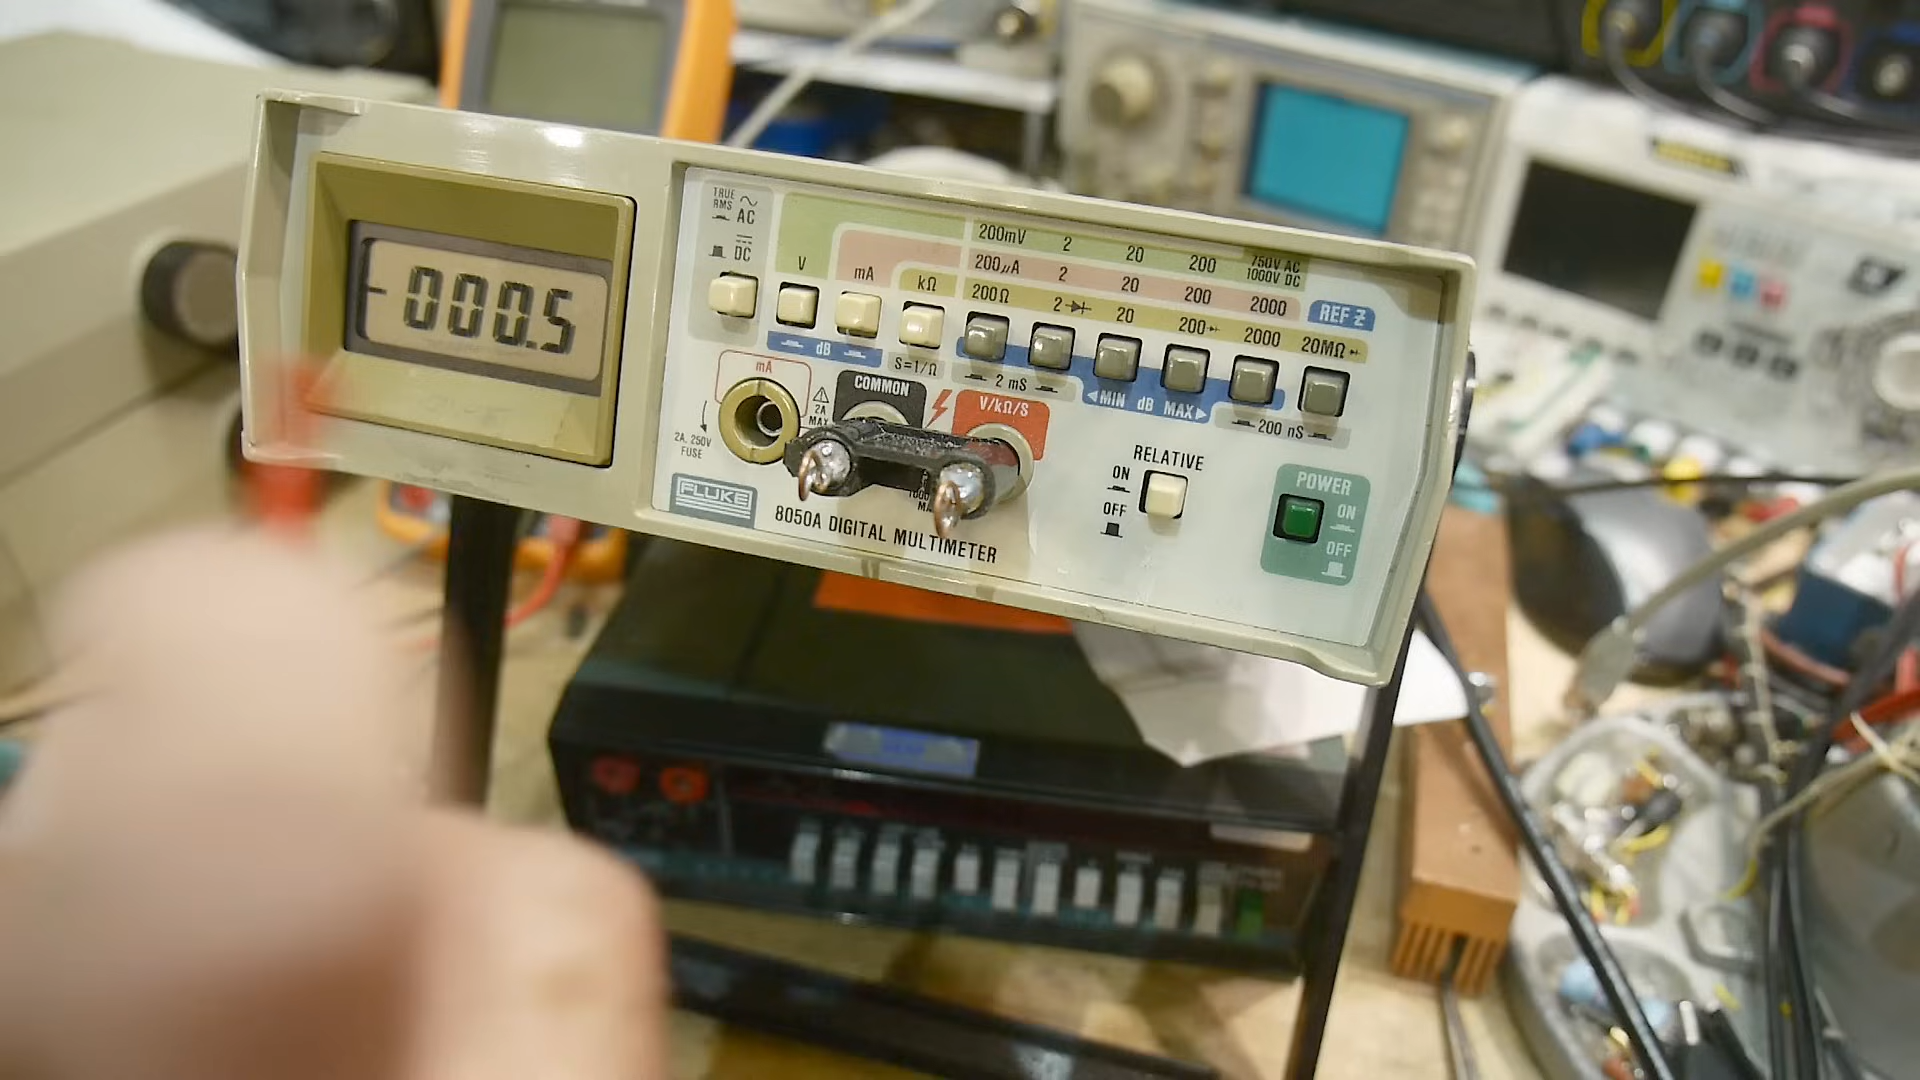 -000.5
TRUE
RMS AC
DC
V
mA
kΩ
200mV 2 20 200 750V AC
1000V DC
200µA 2 20 200 2000
200Ω 2 20 200 2000 20MΩ
REF Z
dB
S=1/Ω
2 mS
◀MIN dB MAX▶
200 nS
mA
2A
MAX
2A, 250V
FUSE
COMMON
V/kΩ/S
FLUKE
8050A DIGITAL MULTIMETER
RELATIVE
ON
OFF
POWER
ON
OFF